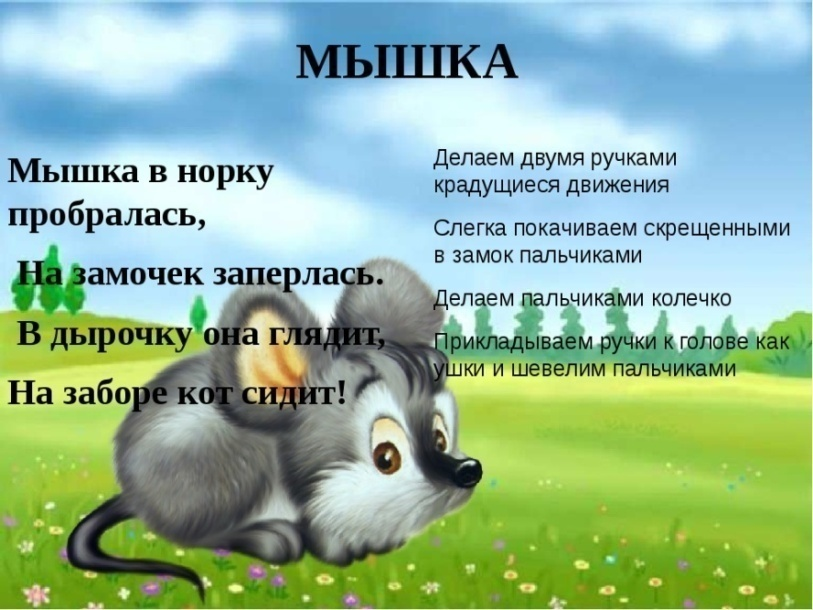 МЫШКА
Мышка в норку
пробралась,
На замочек заперлась.
В дырочку она глядит,
На заборе кот сидит!
Делаем двумя ручками
крадущиеся движения
Слегка покачиваем скрещенными
в замок пальчиками
Делаем пальчиками колечко
Прикладываем ручки к голове как
ушки и шевелим пальчиками